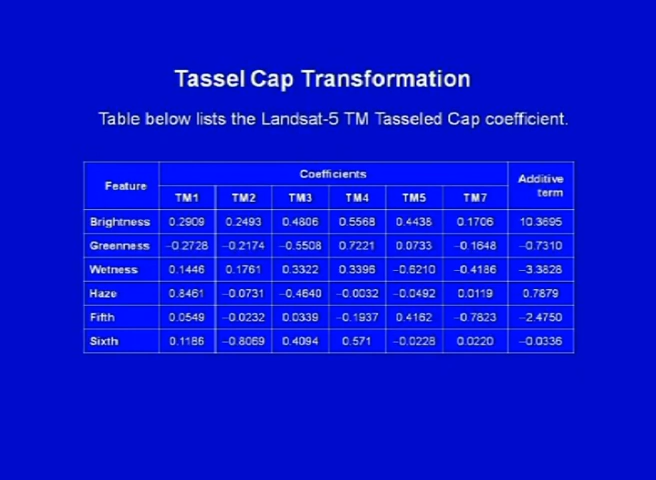 Tassel Cap Transformation
Table below lists the Landsat-5 TM Tasseled Cap coefficient.
Feature Coefficients Additive term
TM1 TM2 TM3 TM4 TM5 TM7
Brightness 0.2909 0.2493 0.4806 0.5568 0.4438 0.1706 10.3695
Greenness −0.2728 −0.2174 −0.5508 0.7221 0.0733 −0.1648 −0.7310
Wetness 0.1446 0.1761 0.3322 0.3396 −0.6210 −0.4186 −3.3828
Haze 0.8461 −0.0731 −0.4640 −0.0032 −0.0492 0.0119 0.7879
Fifth 0.0549 −0.0232 0.0339 −0.1937 0.4162 −0.7823 −2.4750
Sixth 0.1186 −0.8069 0.4094 0.571 −0.0228 0.0220 −0.0336